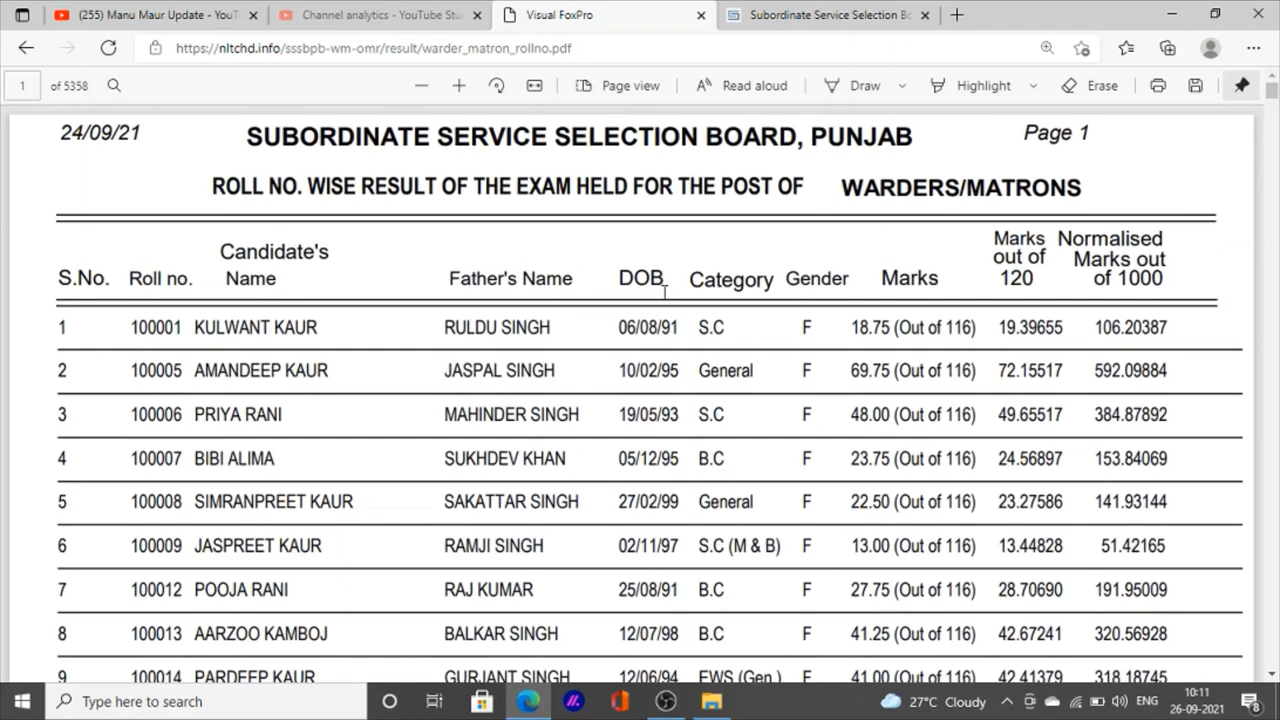 (255) Manu Maur Update - YouT
Channel analytics - YouTube Stu
Visual FoxPro
Subordinate Service Selection Bo
https://nltchd.info/sssbpb-wm-omr/result/warder_matron_rollno.pdf
1 of 5358 Page view Read aloud Draw Highlight Erase
24/09/21 SUBORDINATE SERVICE SELECTION BOARD, PUNJAB Page 1
ROLL NO. WISE RESULT OF THE EXAM HELD FOR THE POST OF WARDERS/MATRONS
S.No. Roll no. Candidate's Name Father's Name DOB Category Gender Marks Marks out of 120 Normalised Marks out of 1000
1 100001 KULWANT KAUR RULDU SINGH 06/08/91 S.C F 18.75 (Out of 116) 19.39655 106.20387
2 100005 AMANDEEP KAUR JASPAL SINGH 10/02/95 General F 69.75 (Out of 116) 72.15517 592.09884
3 100006 PRIYA RANI MAHINDER SINGH 19/05/93 S.C F 48.00 (Out of 116) 49.65517 384.87892
4 100007 BIBI ALIMA SUKHDEV KHAN 05/12/95 B.C F 23.75 (Out of 116) 24.56897 153.84069
5 100008 SIMRANPREET KAUR SAKATTAR SINGH 27/02/99 General F 22.50 (Out of 116) 23.27586 141.93144
6 100009 JASPREET KAUR RAMJI SINGH 02/11/97 S.C (M & B) F 13.00 (Out of 116) 13.44828 51.42165
7 100012 POOJA RANI RAJ KUMAR 25/08/91 B.C F 27.75 (Out of 116) 28.70690 191.95009
8 100013 AARZOO KAMBOJ BALKAR SINGH 12/07/98 B.C F 41.25 (Out of 116) 42.67241 320.56928
9 100014 PARDEEP KAUR GURJANT SINGH 12/06/94 EWS (Gen.) F 41.00 (Out of 116) 42.41379 318.18745
Type here to search 27°C Cloudy ENG 10:11
26-09-2021 8